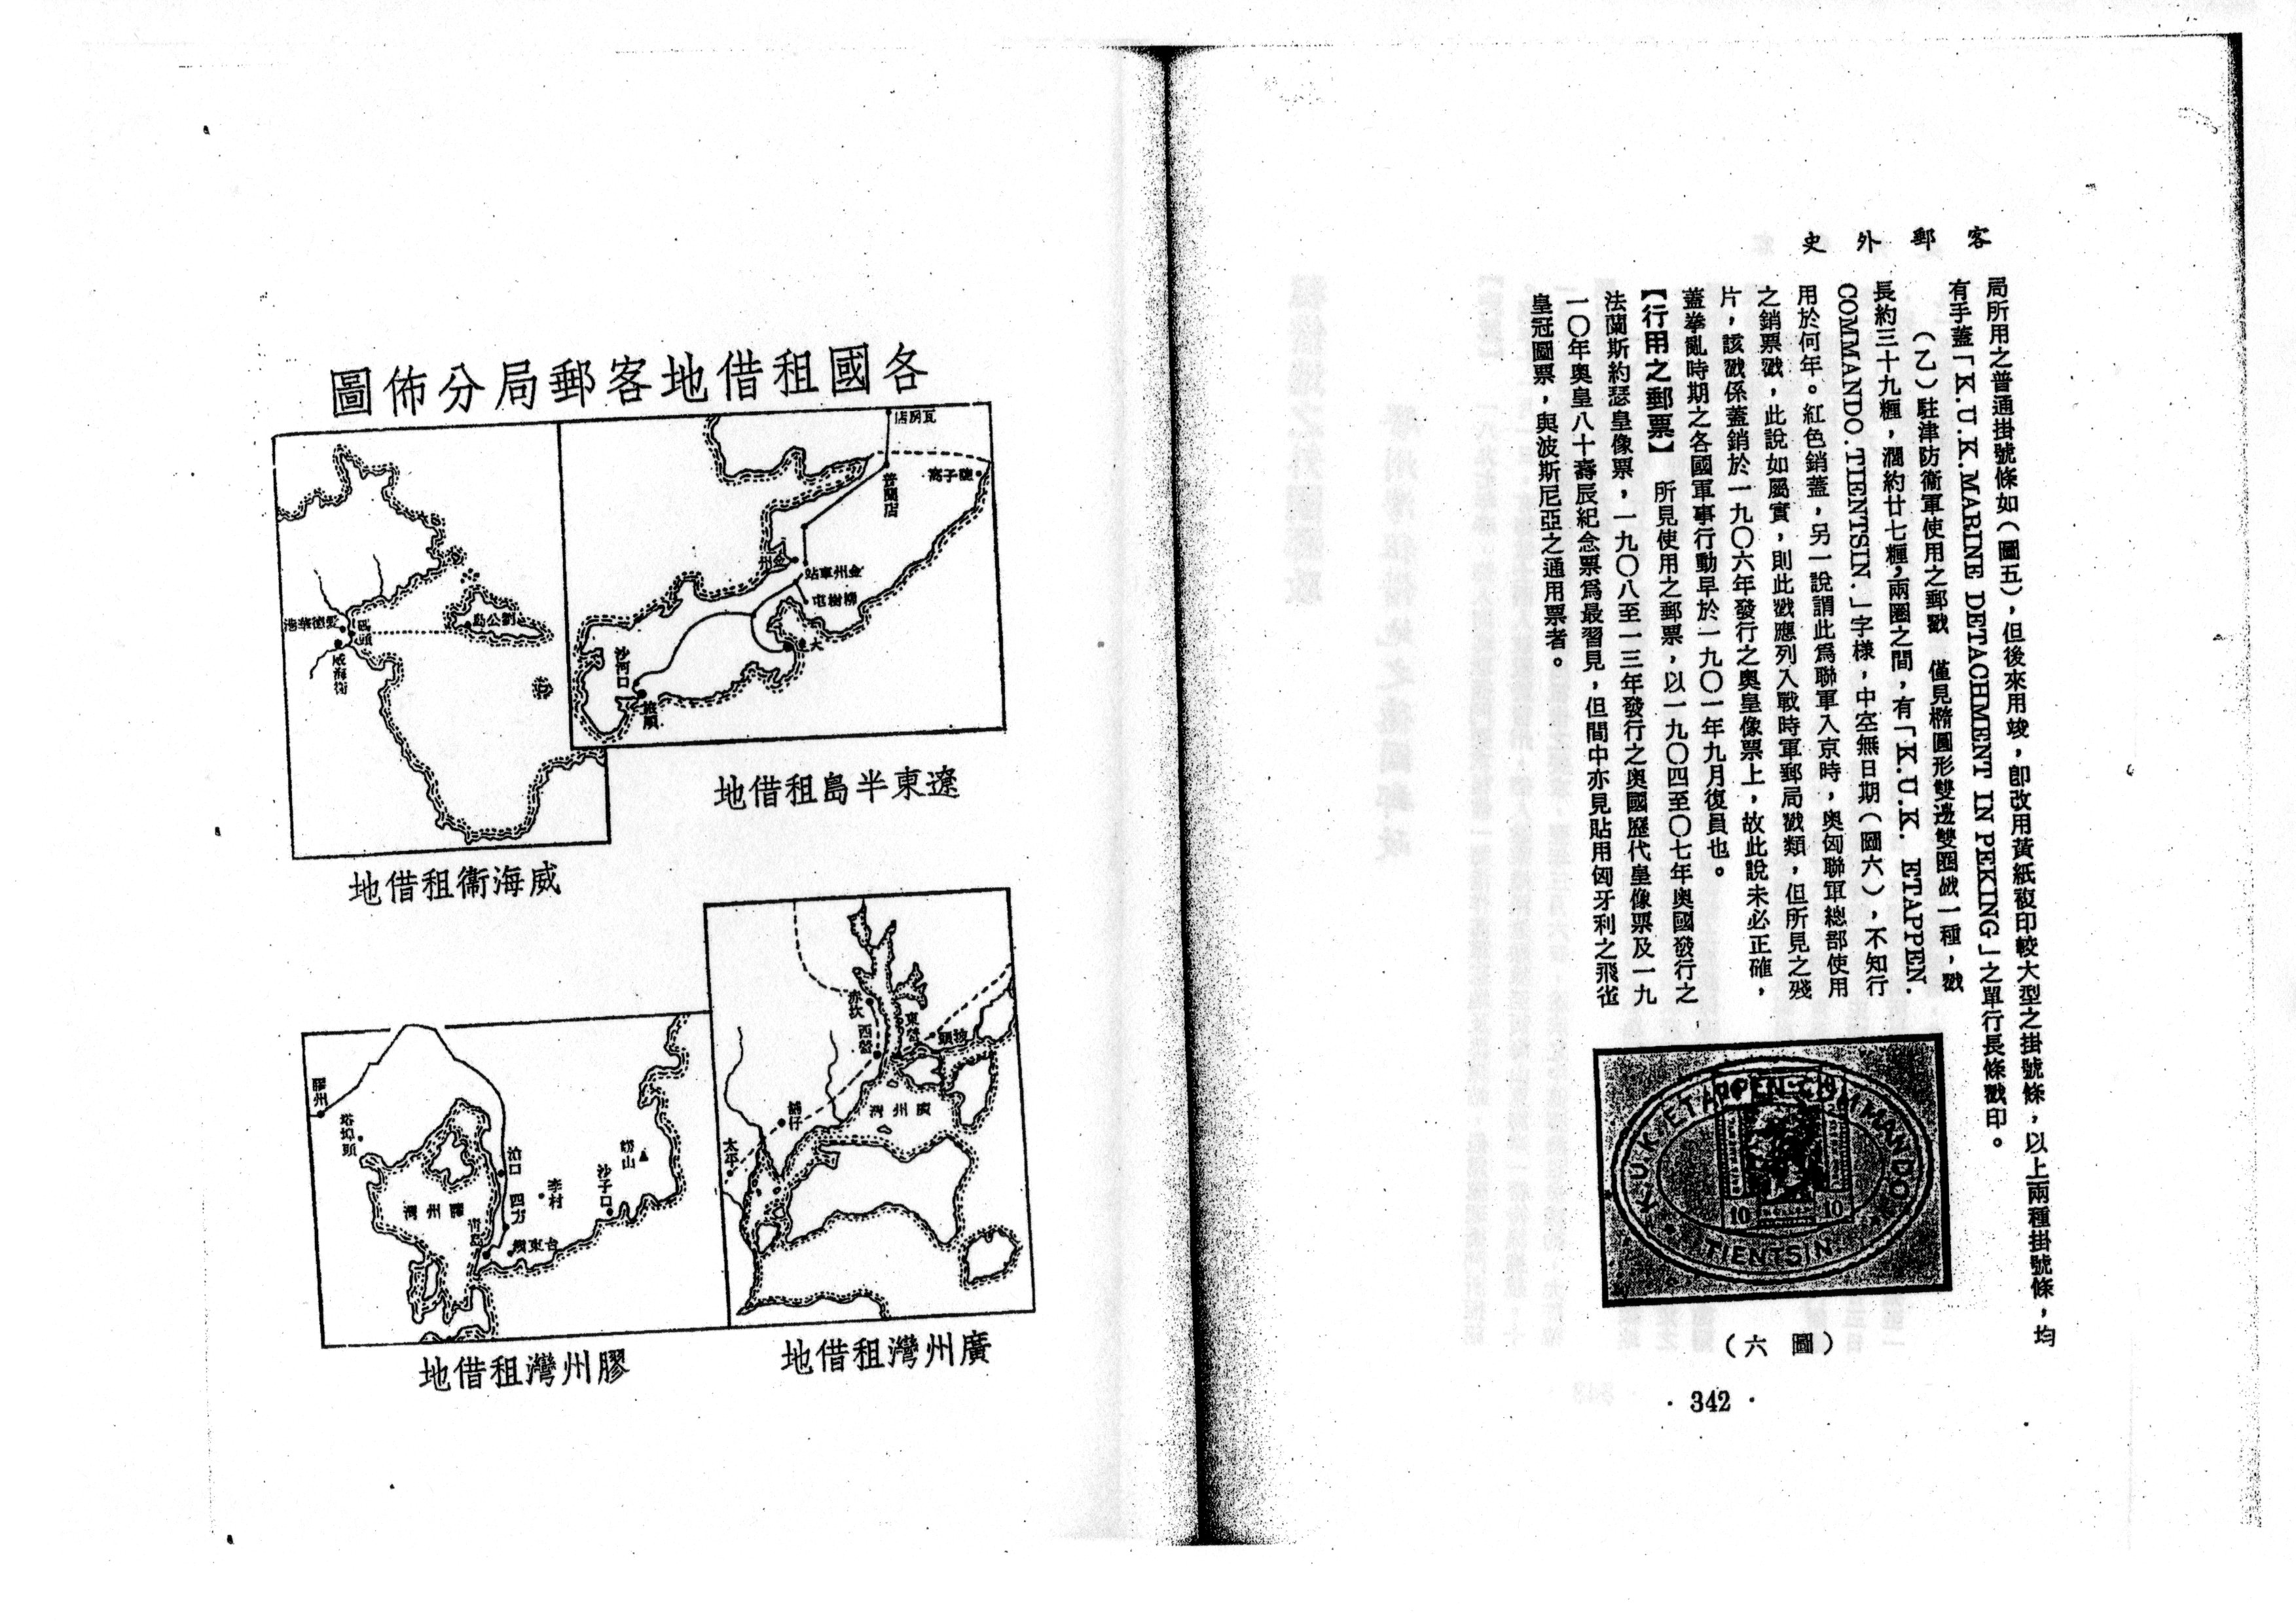 客郵外史
局所用之普通掛號條如(圖五),但後來用竣,卽改用黃紙複印較大型之掛號條,以上兩種掛號條,均
有手蓋「K.U.K.MARINE DETACHMENT IN PEKING」之單行長條戳印。
(乙)駐津防衞軍使用之郵戳 僅見橢圓形雙邊雙圈戳一種,戳
長約三十九糎,濶約廿七糎,兩圈之間,有「K.U.K. ETAPPEN.
COMMANDO.TIENTSIN.」字樣,中空無日期(圖六),不知行
用於何年。紅色銷蓋,另一說謂此爲聯軍入京時,奧匈聯軍總部使用
之銷票戳,此說如屬實,則此戳應列入戰時軍郵局戳類,但所見之殘
片,該戳係蓋銷於一九〇六年發行之奧皇像票上,故此說未必正確,
蓋拳亂時期之各國軍事行動早於一九〇一年九月復員也。
【行用之郵票】 所見使用之郵票,以一九〇四至〇七年奧國發行之
法蘭斯約瑟皇像票,一九〇八至一三年發行之奧國歷代皇像票及一九
一〇年奧皇八十壽辰紀念票爲最習見,但間中亦見貼用匈牙利之飛雀
皇冠圖票,與波斯尼亞之通用票者。
K.U.K. ETAPPEN-COMMANDO
TIENTSIN
10 10
(圖六)
· 342 ·
各國租借地客郵局分佈圖
瓦房店
普蘭店
貔子窩
金州
金州車站
柳樹屯
大
沙河口
旅順
遼東半島租借地
愛德華港
碼頭
劉公島
威海衞
威海衞租借地
赤坎
西營
東營
坡頭
廣州灣
舖仔
太平
廣州灣租借地
膠州
塔埠頭
膠州灣
青島
滄口
四方
李村
台東鎮
沙子口
嶗山
膠州灣租借地